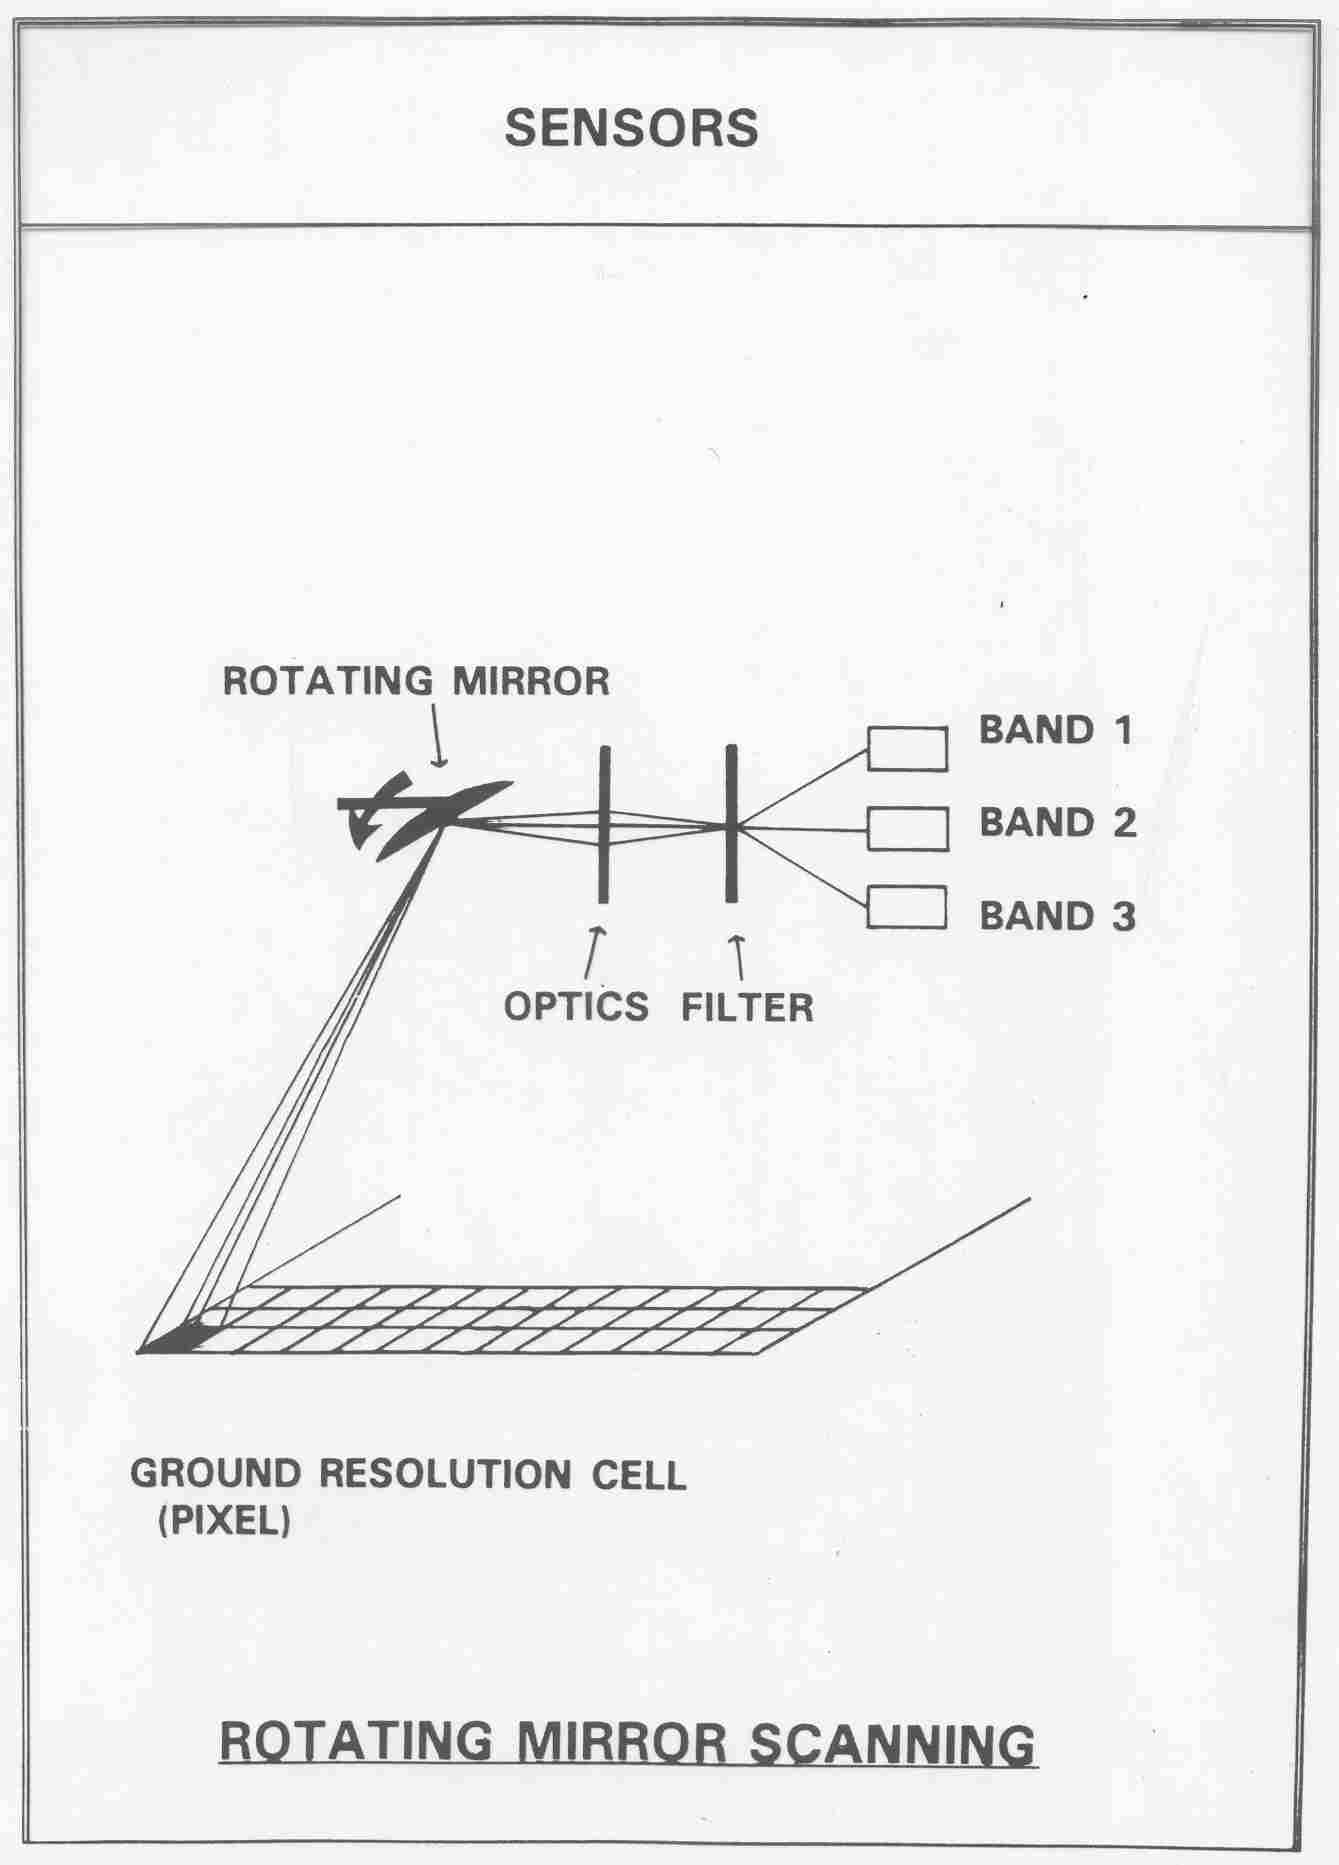 SENSORS
ROTATING MIRROR
BAND 1
BAND 2
BAND 3
OPTICS FILTER
GROUND RESOLUTION CELL
(PIXEL)
ROTATING MIRROR SCANNING